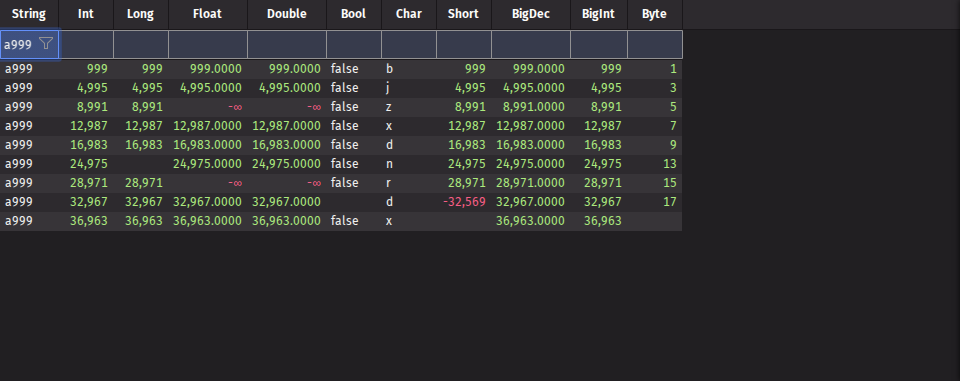 String Int Long Float Double Bool Char Short BigDec BigInt Byte
a999
a999 999 999 999.0000 999.0000 false b 999 999.0000 999 1
a999 4,995 4,995 4,995.0000 4,995.0000 false j 4,995 4,995.0000 4,995 3
a999 8,991 8,991 -∞ -∞ false z 8,991 8,991.0000 8,991 5
a999 12,987 12,987 12,987.0000 12,987.0000 false x 12,987 12,987.0000 12,987 7
a999 16,983 16,983 16,983.0000 16,983.0000 false d 16,983 16,983.0000 16,983 9
a999 24,975 24,975.0000 24,975.0000 false n 24,975 24,975.0000 24,975 13
a999 28,971 28,971 -∞ -∞ false r 28,971 28,971.0000 28,971 15
a999 32,967 32,967 32,967.0000 32,967.0000 d -32,569 32,967.0000 32,967 17
a999 36,963 36,963 36,963.0000 36,963.0000 false x 36,963.0000 36,963